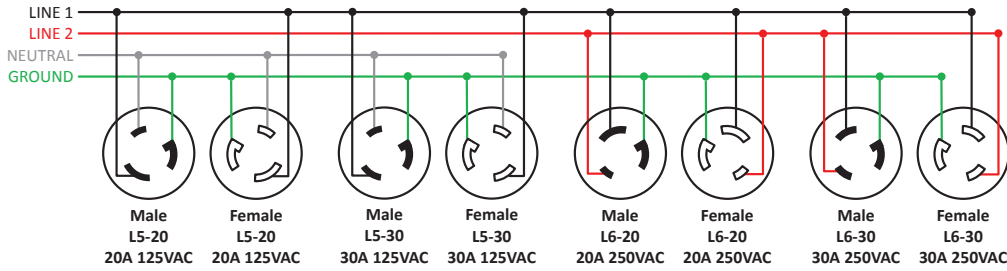 LINE 1
LINE 2
NEUTRAL
GROUND
Male
L5-20
20A 125VAC
Female
L5-20
20A 125VAC
Male
L5-30
30A 125VAC
Female
L5-30
30A 125VAC
Male
L6-20
20A 250VAC
Female
L6-20
20A 250VAC
Male
L6-30
30A 250VAC
Female
L6-30
30A 250VAC